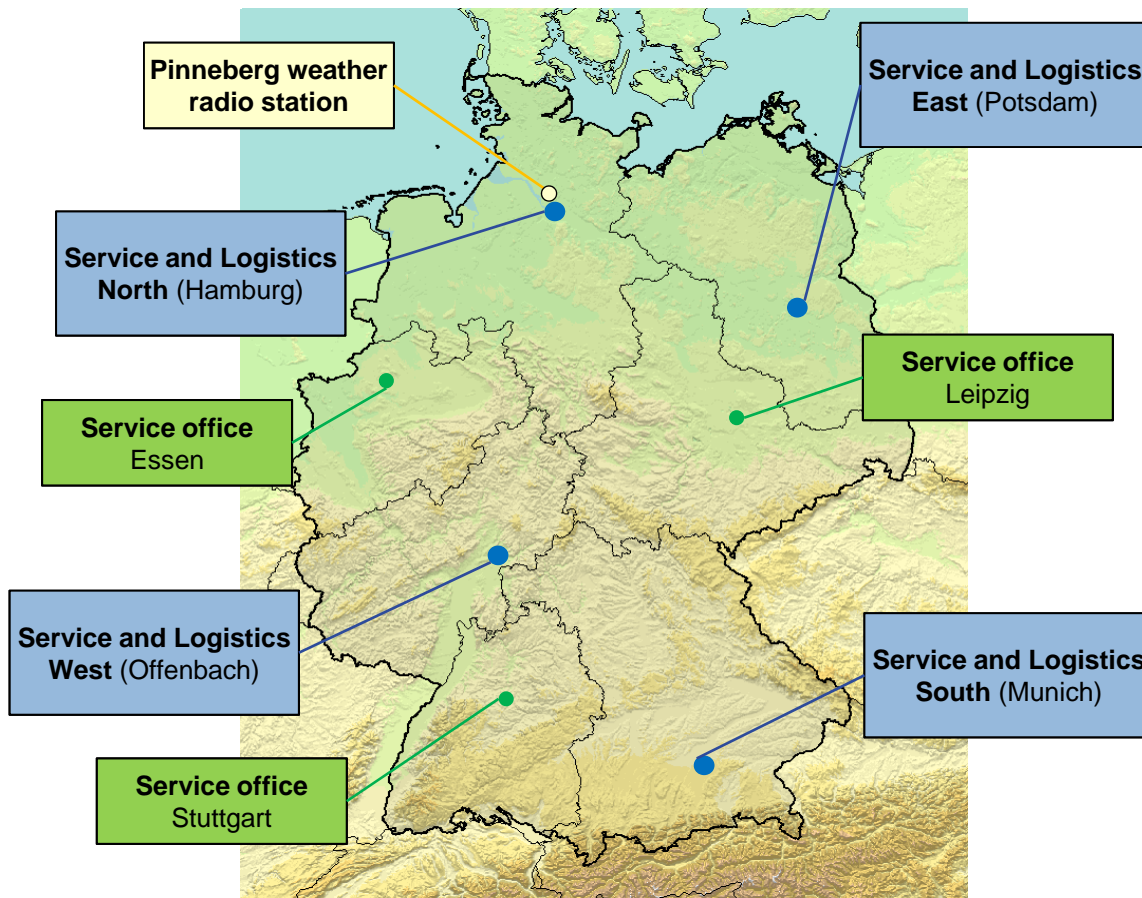 Pinneberg weather
radio station
Service and Logistics
East (Potsdam)
Service and Logistics
North (Hamburg)
Service office
Leipzig
Service office
Essen
Service and Logistics
West (Offenbach)
Service and Logistics
South (Munich)
Service office
Stuttgart